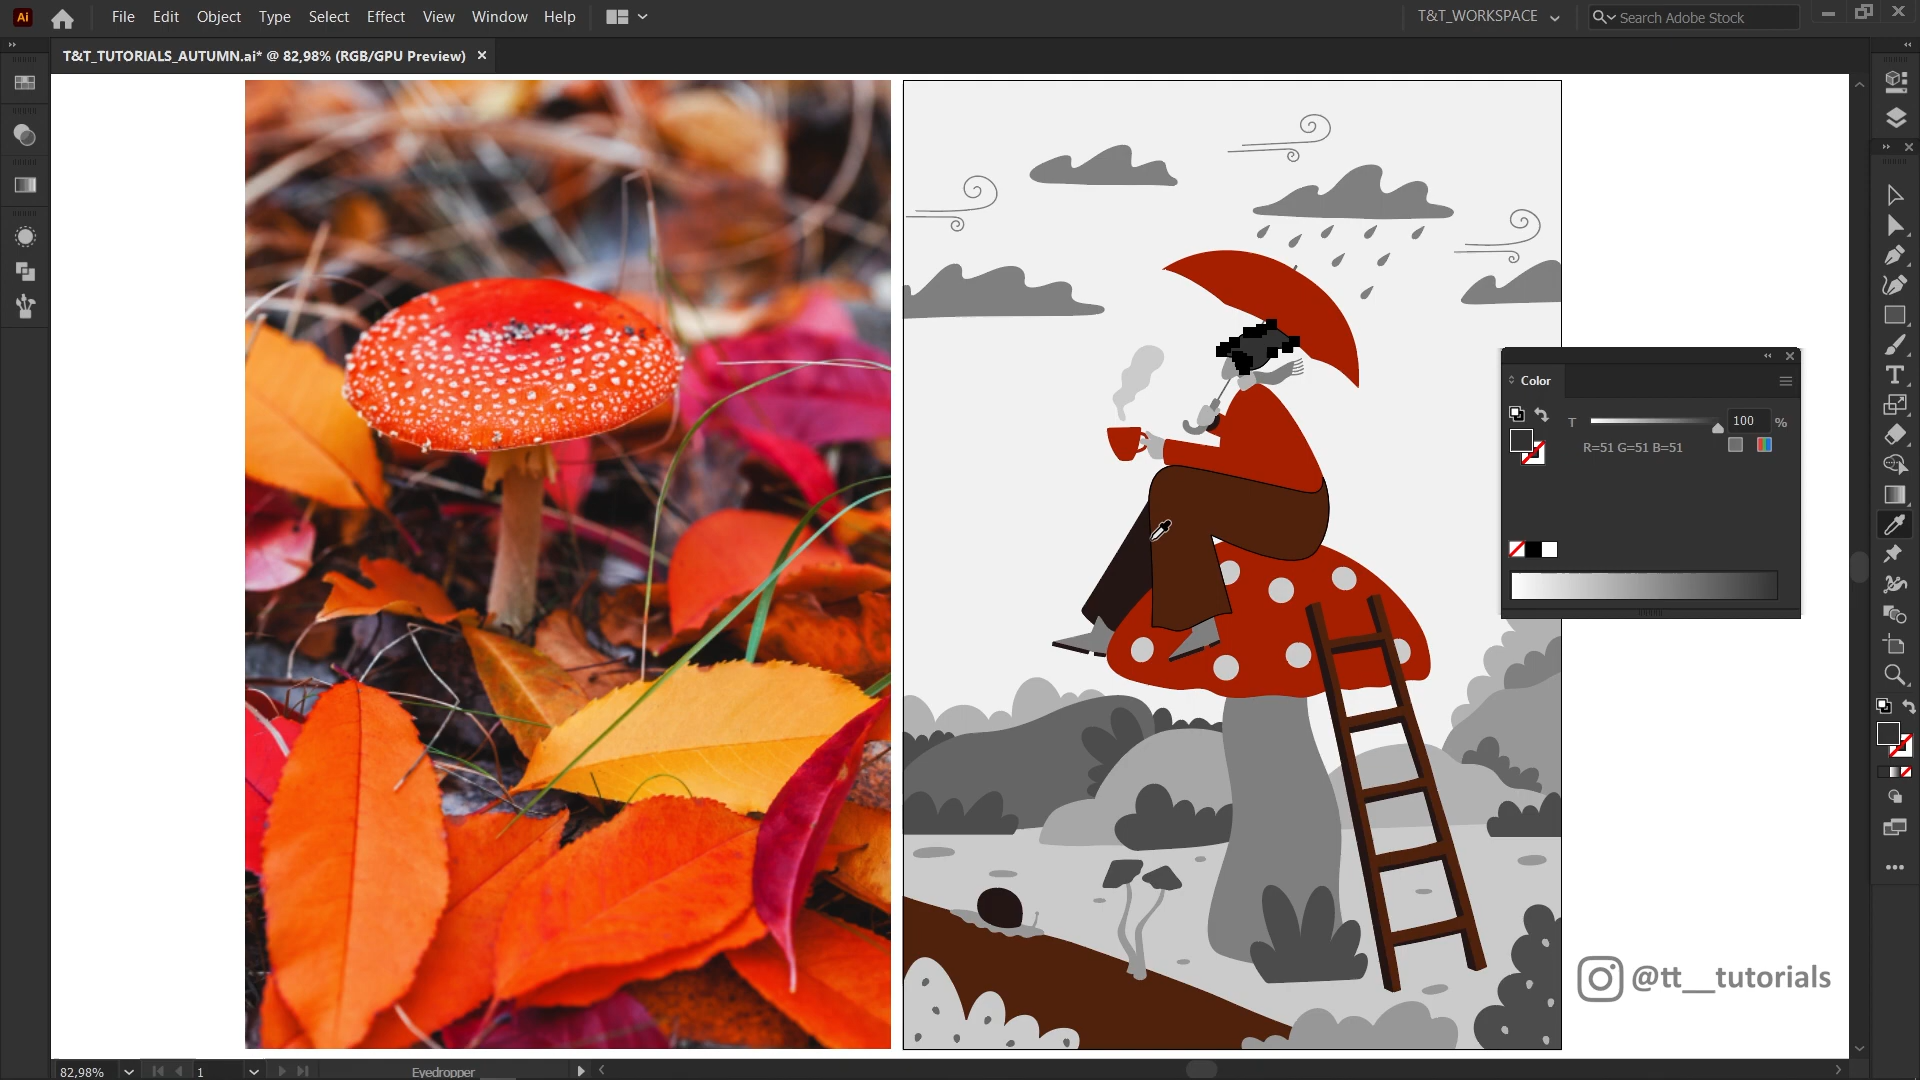 Ai File Edit Object Type Select Effect View Window Help T&T_WORKSPACE Search Adobe Stock
T&T_TUTORIALS_AUTUMN.ai* @ 82,98% (RGB/GPU Preview)
Color
T 100 %
R=51 G=51 B=51
@tt__tutorials
82,98% 1 Eyedropper